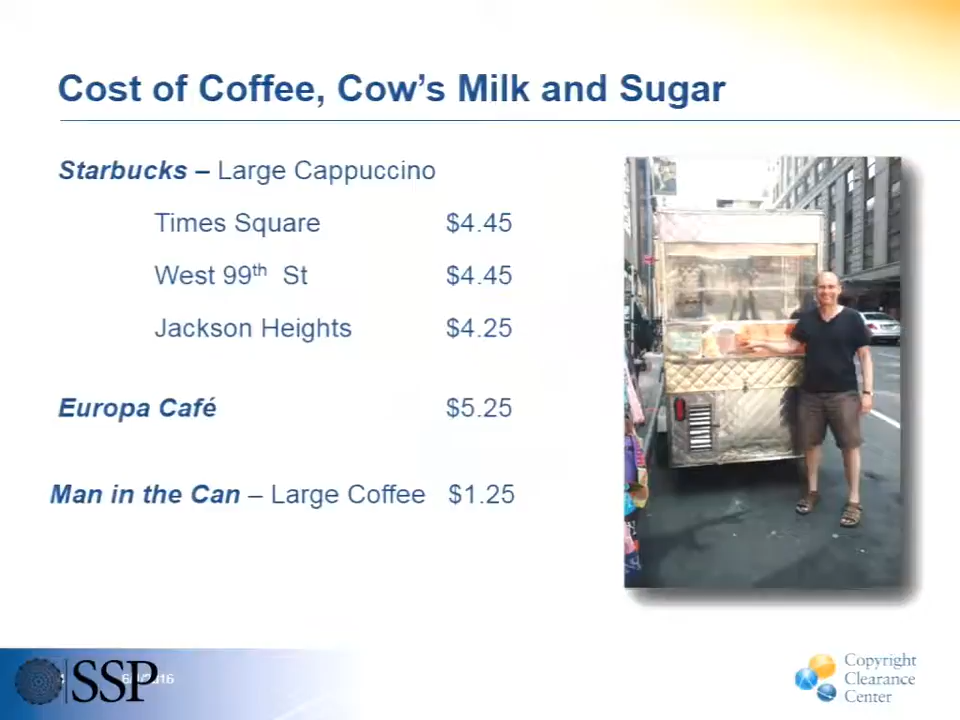 Cost of Coffee, Cow's Milk and Sugar
Starbucks – Large Cappuccino
Times Square $4.45
West 99th St $4.45
Jackson Heights $4.25
Europa Café $5.25
Man in the Can – Large Coffee $1.25
SSP
Copyright
Clearance
Center